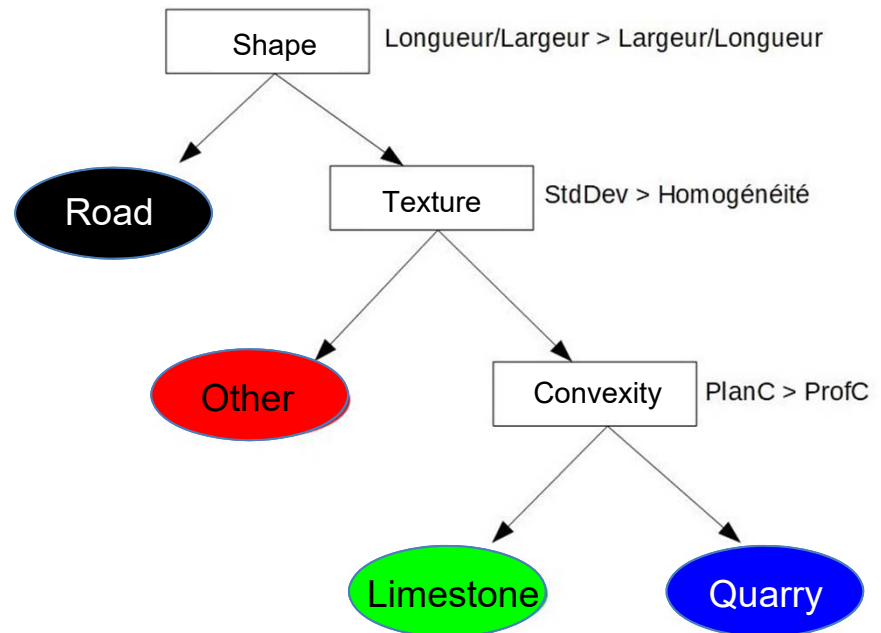 Shape
Longueur/Largeur > Largeur/Longueur
Road
Texture
StdDev > Homogénéité
Other
Convexity
PlanC > ProfC
Limestone
Quarry